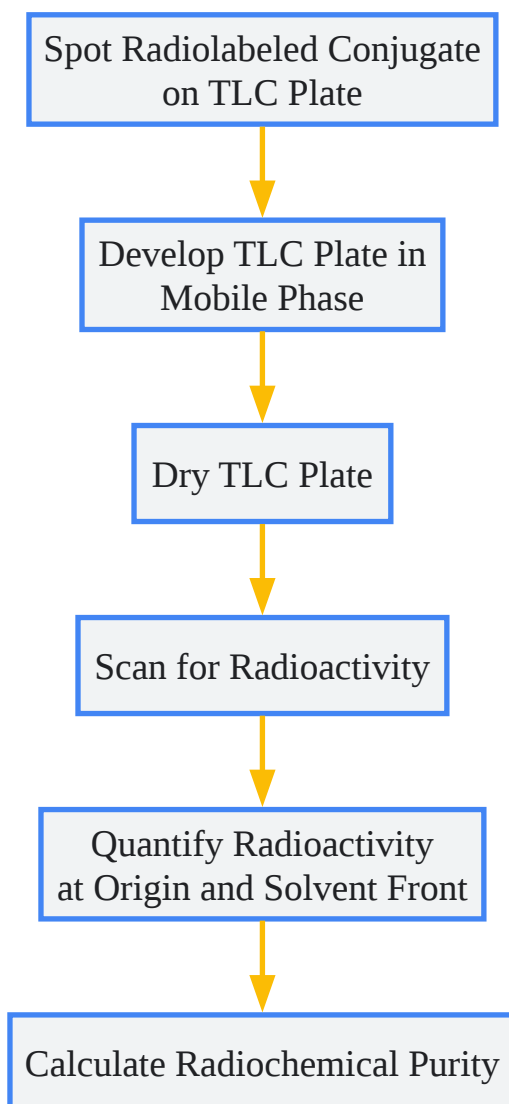 Spot Radiolabeled Conjugate
on TLC Plate
Develop TLC Plate in
Mobile Phase
Dry TLC Plate
Scan for Radioactivity
Quantify Radioactivity
at Origin and Solvent Front
Calculate Radiochemical Purity